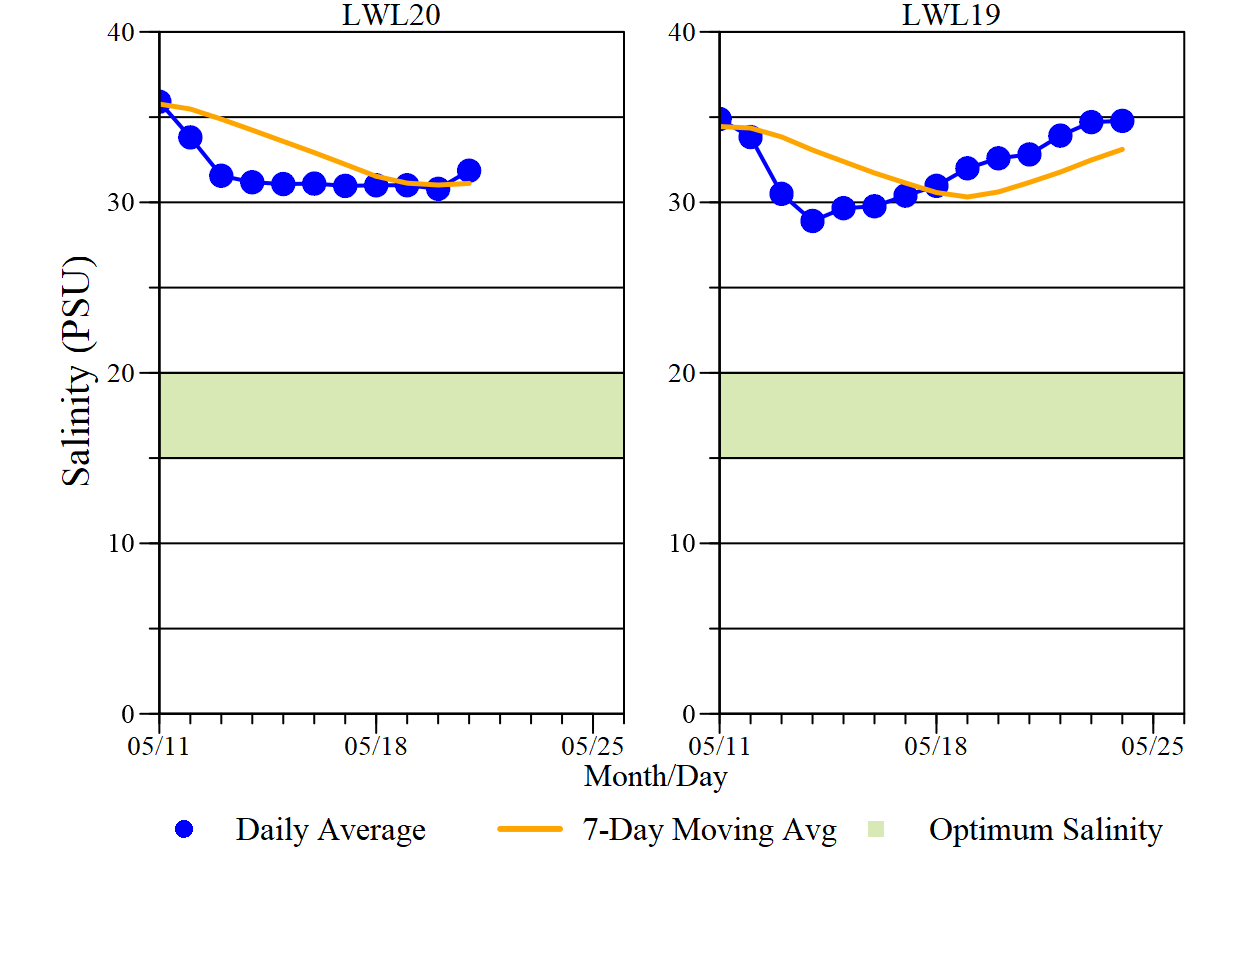 LWL20
LWL19
40
30
20
10
0
40
30
20
10
0
Salinity (PSU)
05/11
05/18
05/25
05/11
05/18
05/25
Month/Day
Daily Average
7-Day Moving Avg
Optimum Salinity